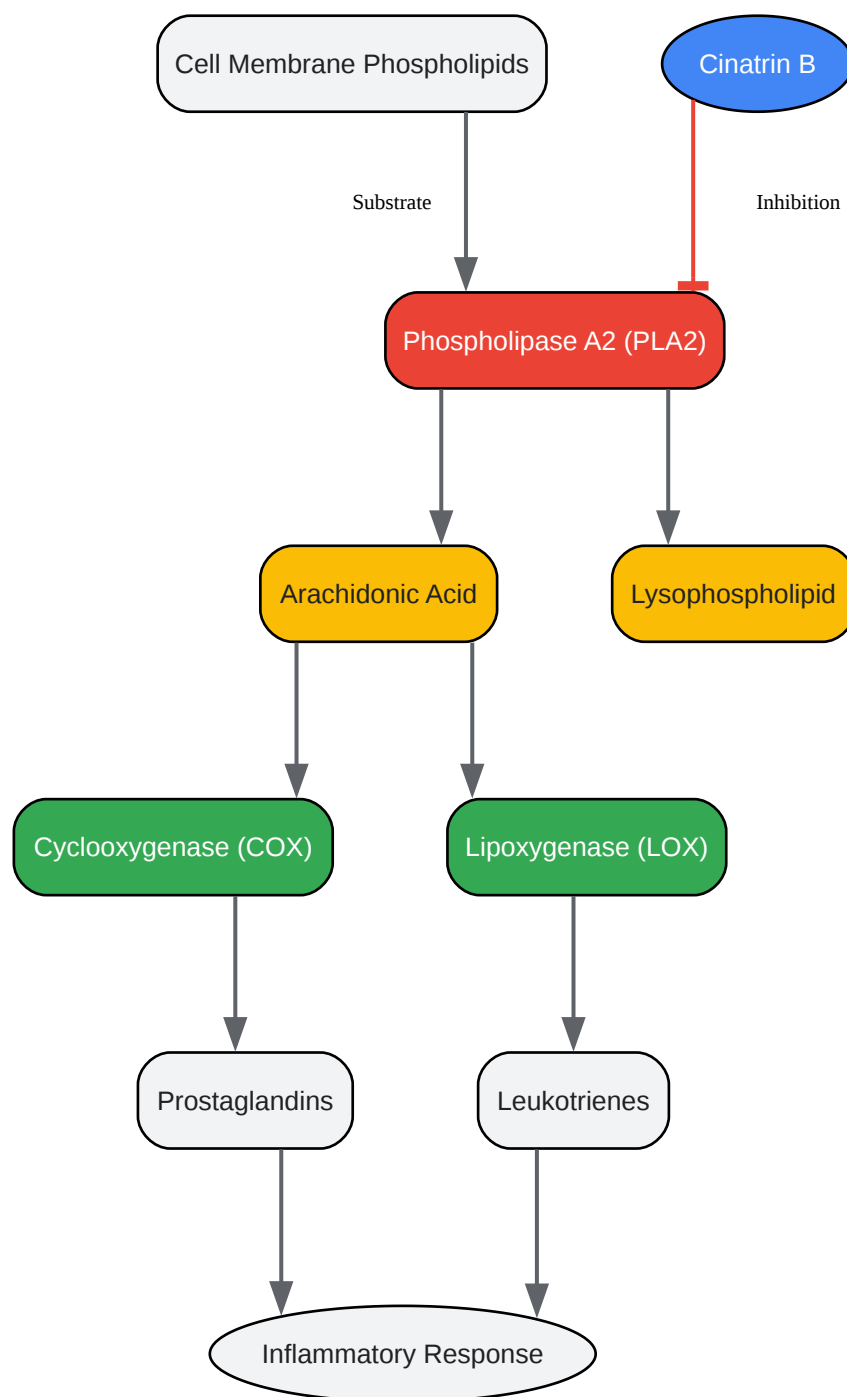 Cell Membrane Phospholipids
Cinatrin B
Substrate
Inhibition
Phospholipase A2 (PLA2)
Arachidonic Acid
Lysophospholipid
Cyclooxygenase (COX)
Lipoxygenase (LOX)
Prostaglandins
Leukotrienes
Inflammatory Response